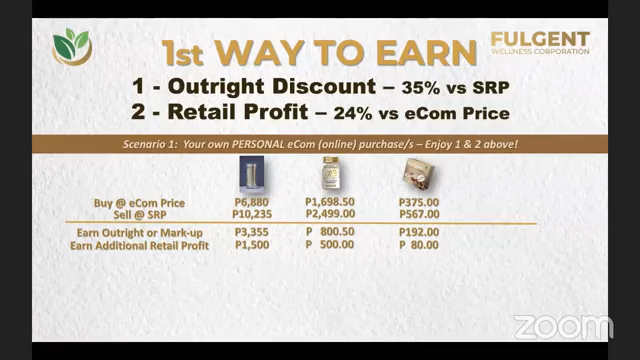 1st WAY TO EARN
FULGENT
WELLNESS CORPORATION
1 - Outright Discount – 35% vs SRP
2 - Retail Profit – 24% vs eCom Price
Scenario 1: Your own PERSONAL eCom (online) purchase/s – Enjoy 1 & 2 above!
Buy @ eCom Price P6,880 P1,698.50 P375.00
Sell @ SRP P10,235 P2,499.00 P567.00
Earn Outright or Mark-up P3,355 P 800.50 P192.00
Earn Additional Retail Profit P1,500 P 500.00 P 80.00
zoom